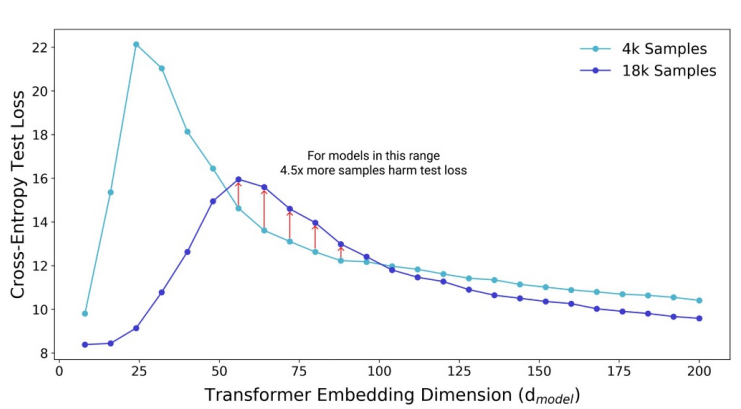 4k Samples
18k Samples
For models in this range
4.5x more samples harm test loss
Cross-Entropy Test Loss
22
20
18
16
14
12
10
8
0 25 50 75 100 125 150 175 200
Transformer Embedding Dimension (d_model)